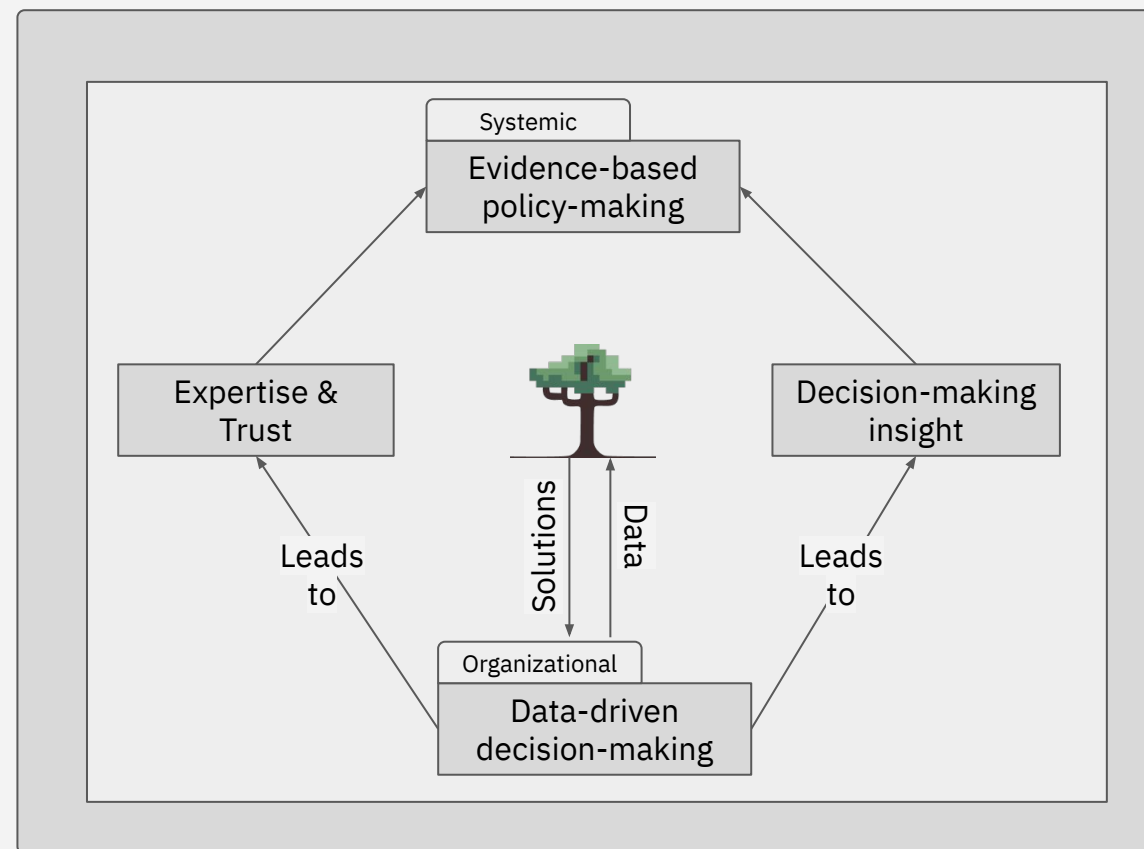 Systemic
Evidence-based
policy-making
Expertise &
Trust
Decision-making
insight
Solutions
Data
Leads
to
Leads
to
Organizational
Data-driven
decision-making